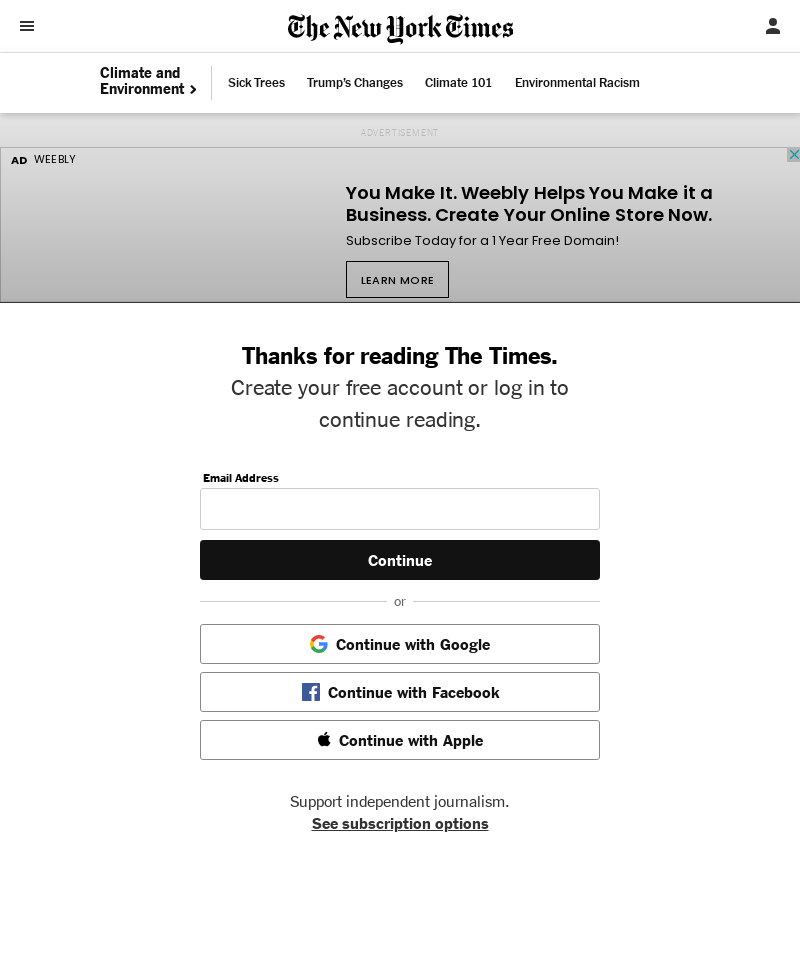 The New York Times
Climate and
Environment
Sick Trees
Trump's Changes
Climate 101
Environmental Racism
ADVERTISEMENT
AD WEEBLY
You Make It. Weebly Helps You Make it a
Business. Create Your Online Store Now.
Subscribe Today for a 1 Year Free Domain!
LEARN MORE
Thanks for reading The Times.
Create your free account or log in to
continue reading.
Email Address
Continue
or
Continue with Google
Continue with Facebook
Continue with Apple
Support independent journalism.
See subscription options